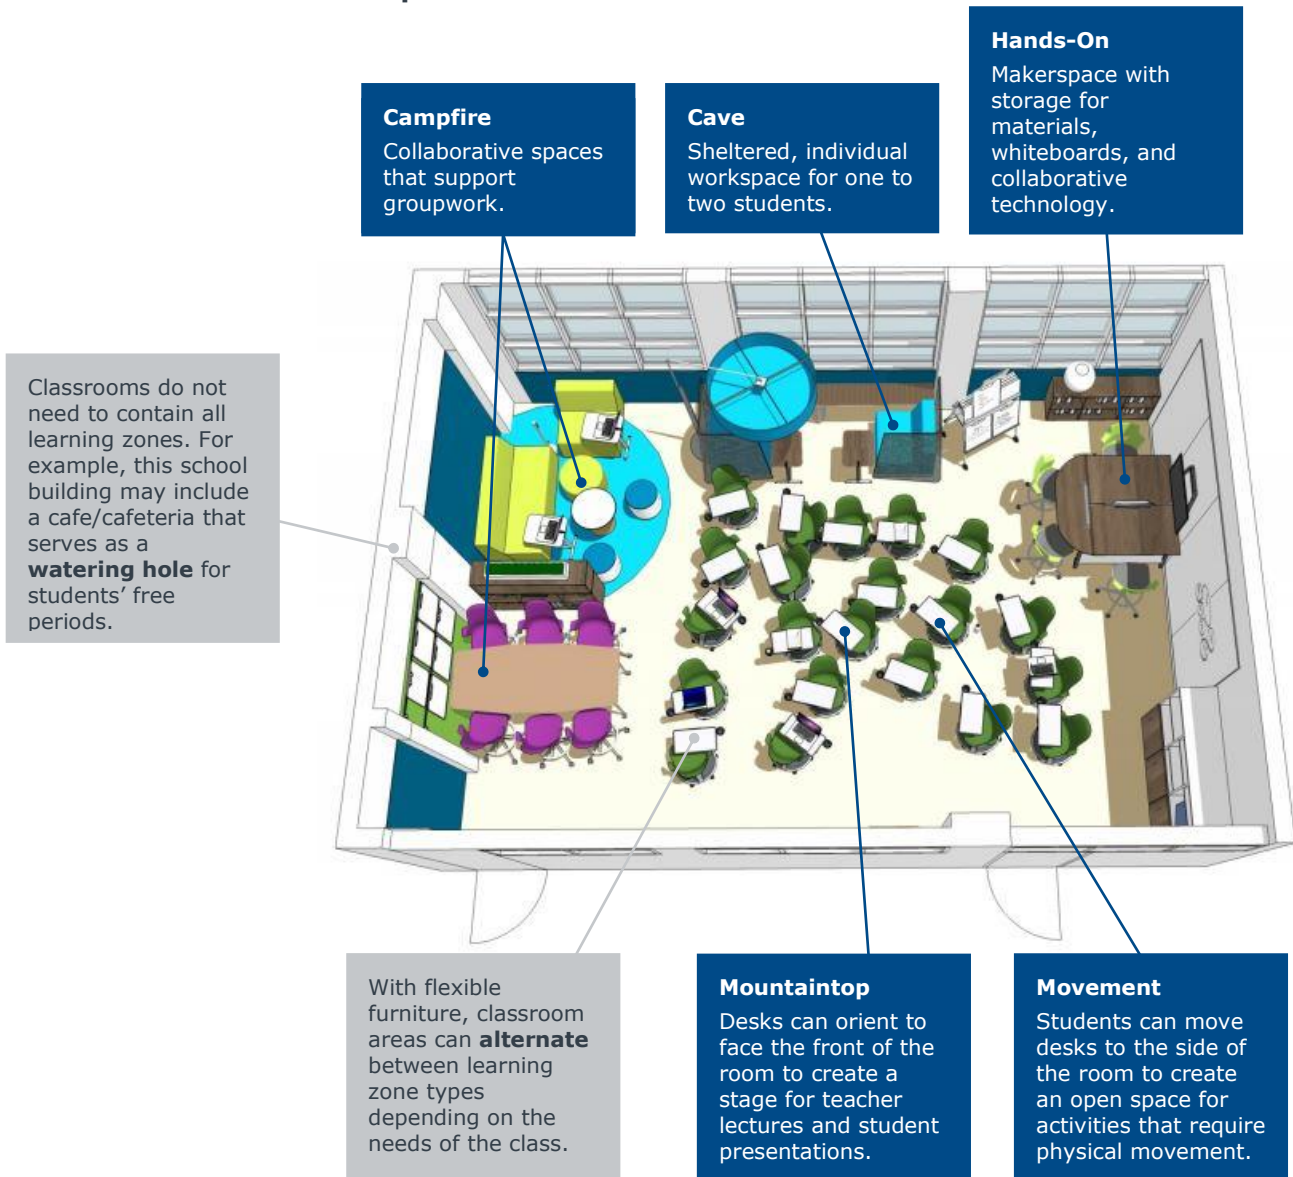 Hands-On
Makerspace with
storage for
materials,
whiteboards, and
collaborative
technology.
Campfire
Collaborative spaces
that support
groupwork.
Cave
Sheltered, individual
workspace for one to
two students.
Classrooms do not
need to contain all
learning zones. For
example, this school
building may include
a cafe/cafeteria that
serves as a
watering hole for
students’ free
periods.
With flexible
furniture, classroom
areas can alternate
between learning
zone types
depending on the
needs of the class.
Mountaintop
Desks can orient to
face the front of the
room to create a
stage for teacher
lectures and student
presentations.
Movement
Students can move
desks to the side of
the room to create
an open space for
activities that require
physical movement.